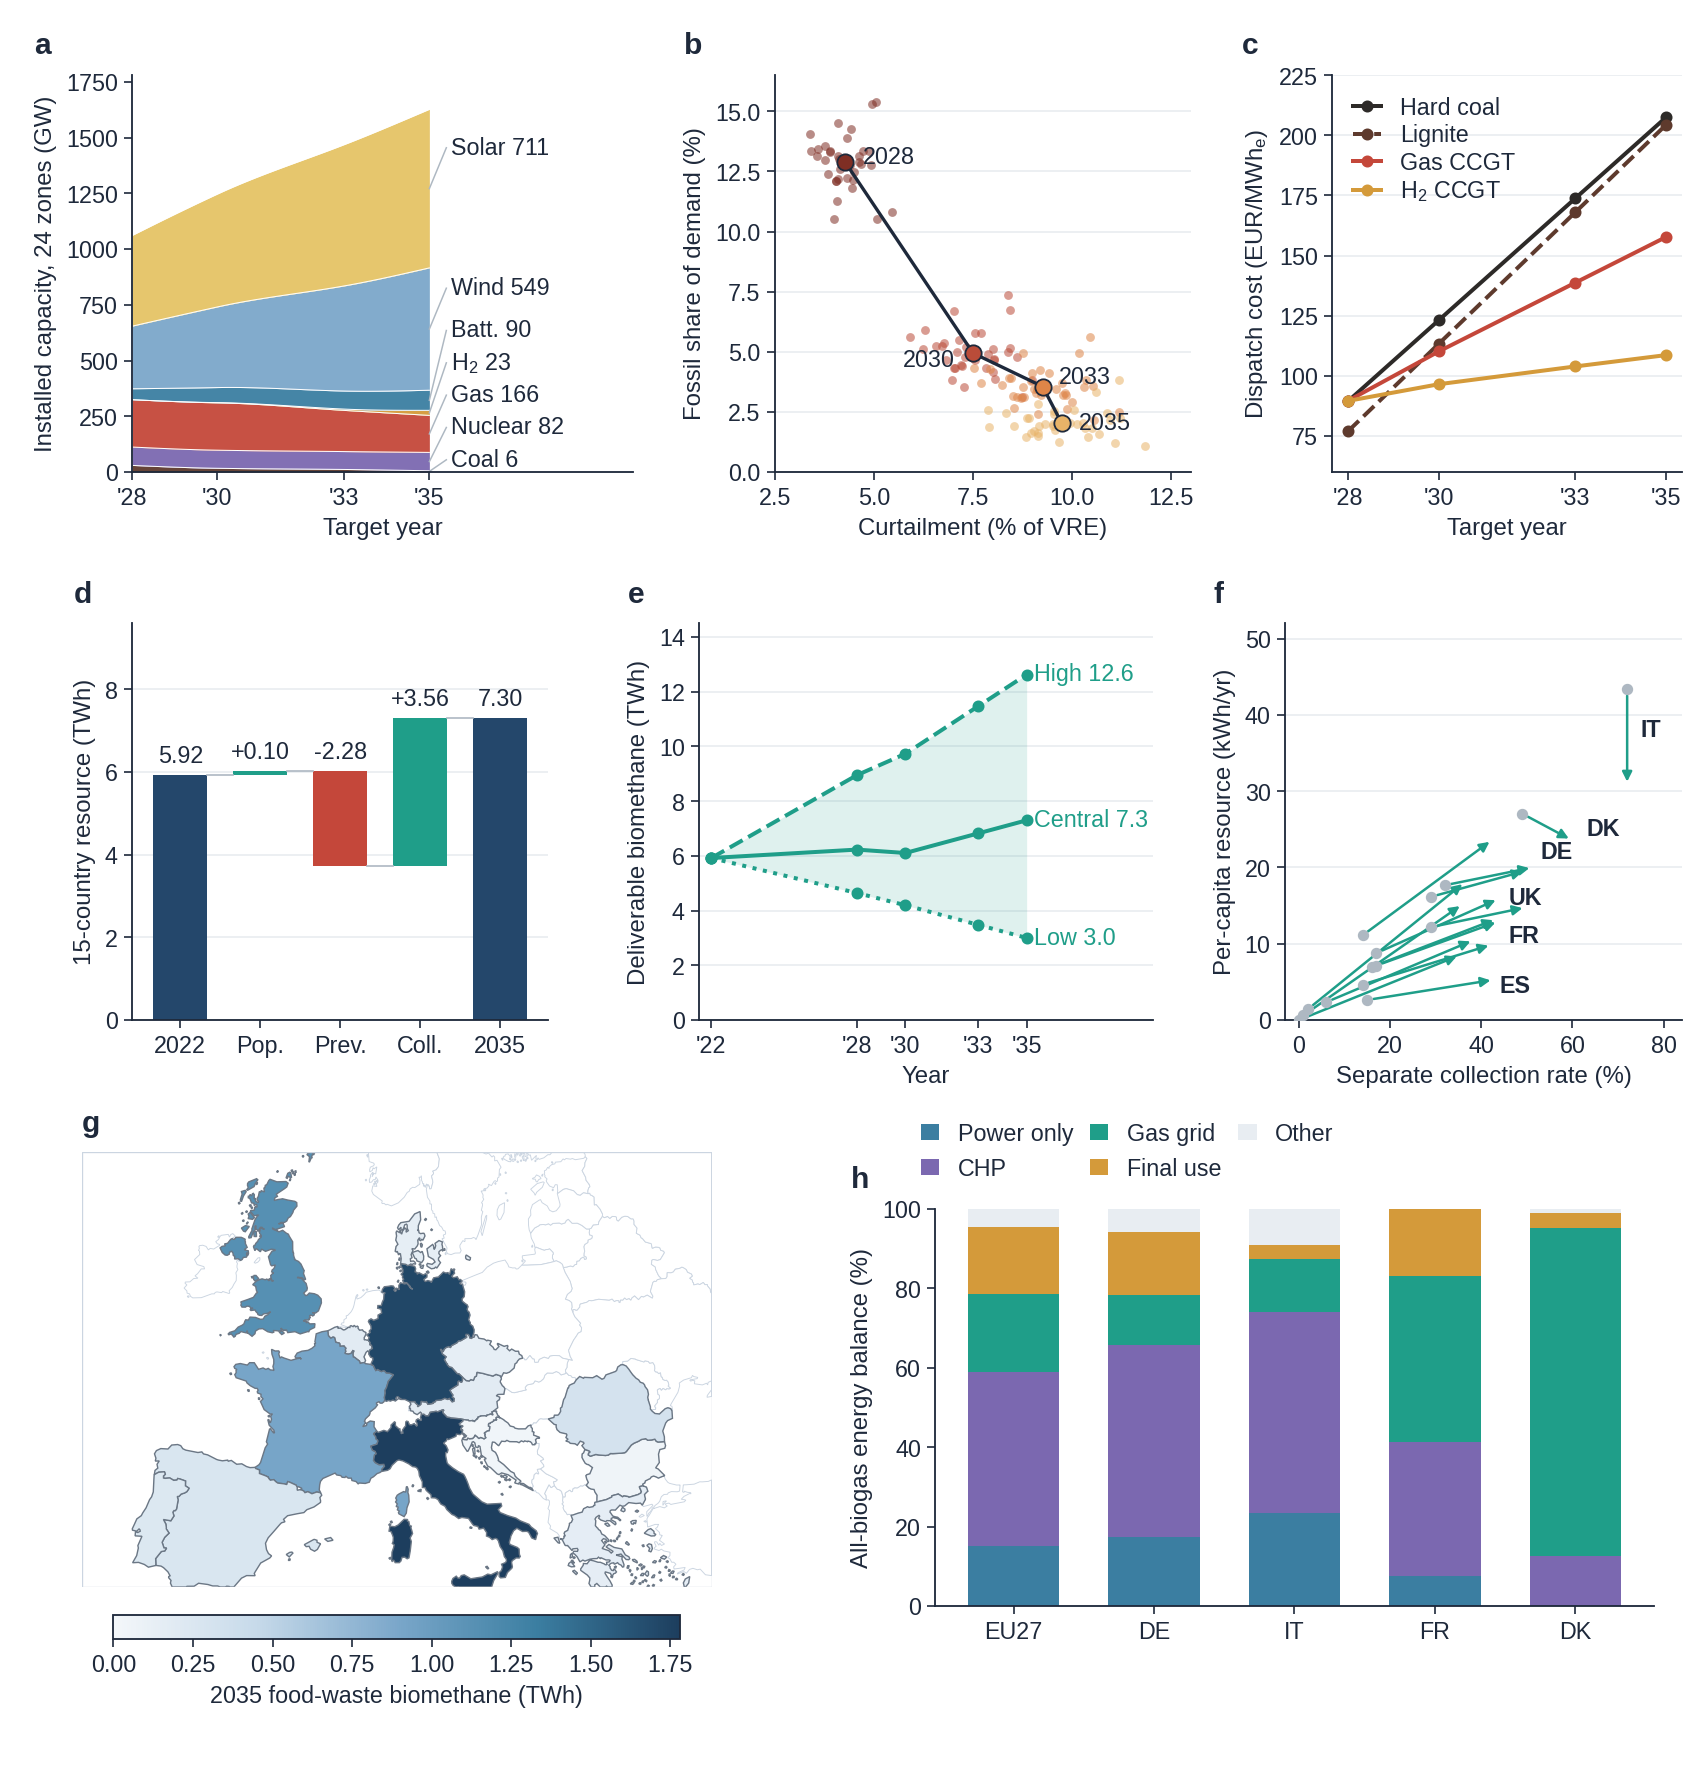 a
1750
1500
1250
1000
750
500
250
0
Installed capacity, 24 zones (GW)
Solar 711
Wind 549
Batt. 90
H₂ 23
Gas 166
Nuclear 82
Coal 6
'28 '30 '33 '35
Target year
b
15.0
12.5
10.0
7.5
5.0
2.5
0.0
Fossil share of demand (%)
2028
2030
2033
2035
2.5 5.0 7.5 10.0 12.5
Curtailment (% of VRE)
c
225
200
175
150
125
100
75
Dispatch cost (EUR/MWhₑ)
Hard coal
Lignite
Gas CCGT
H₂ CCGT
'28 '30 '33 '35
Target year
d
8
6
4
2
0
15-country resource (TWh)
5.92 +0.10 -2.28 +3.56 7.30
2022 Pop. Prev. Coll. 2035
e
14
12
10
8
6
4
2
0
Deliverable biomethane (TWh)
High 12.6
Central 7.3
Low 3.0
'22 '28 '30 '33 '35
Year
f
50
40
30
20
10
0
Per-capita resource (kWh/yr)
IT
DK
DE
UK
FR
ES
0 20 40 60 80
Separate collection rate (%)
g
0.00 0.25 0.50 0.75 1.00 1.25 1.50 1.75
2035 food-waste biomethane (TWh)
h
Power only Gas grid Other
CHP Final use
100
80
60
40
20
0
All-biogas energy balance (%)
EU27 DE IT FR DK